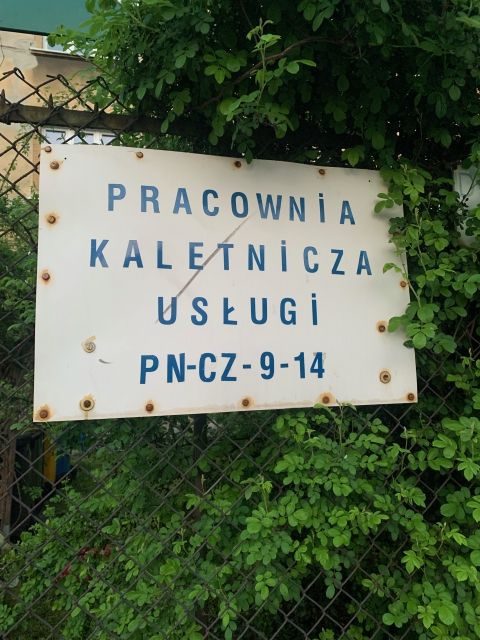 PRACOWNiA
KALETNiCZA
USŁUGi
PN-CZ-9-14